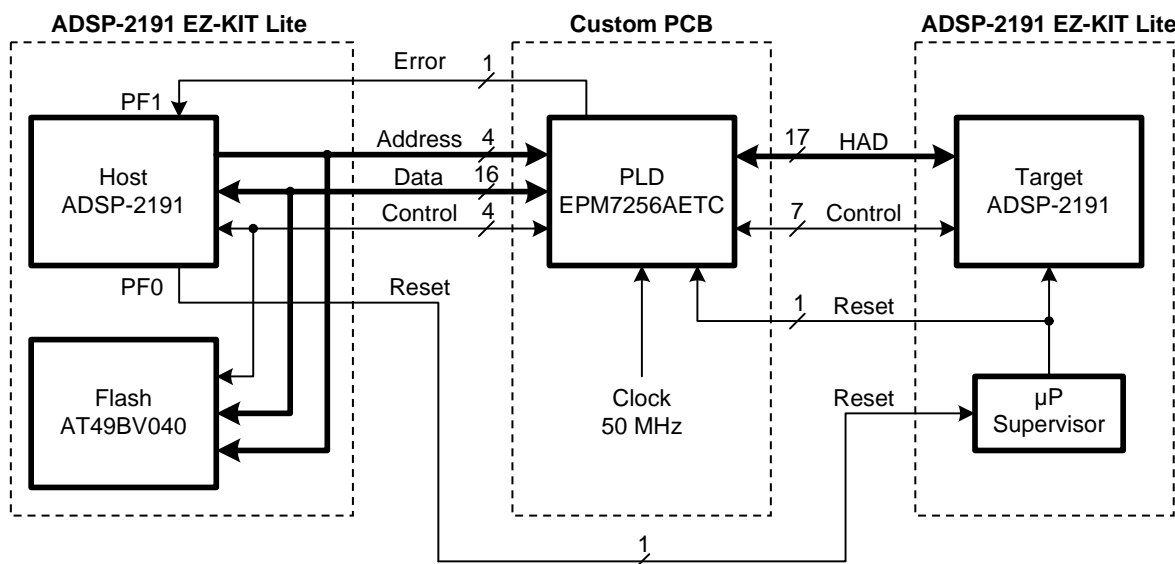 ADSP-2191 EZ-KIT Lite
Custom PCB
ADSP-2191 EZ-KIT Lite
Error
1
PF1
Host
ADSP-2191
Address
4
Data
16
Control
4
PLD
EPM7256AETC
17
HAD
7
Control
Target
ADSP-2191
PF0
Reset
1
Reset
Flash
AT49BV040
Clock
50 MHz
Reset
µP
Supervisor
1